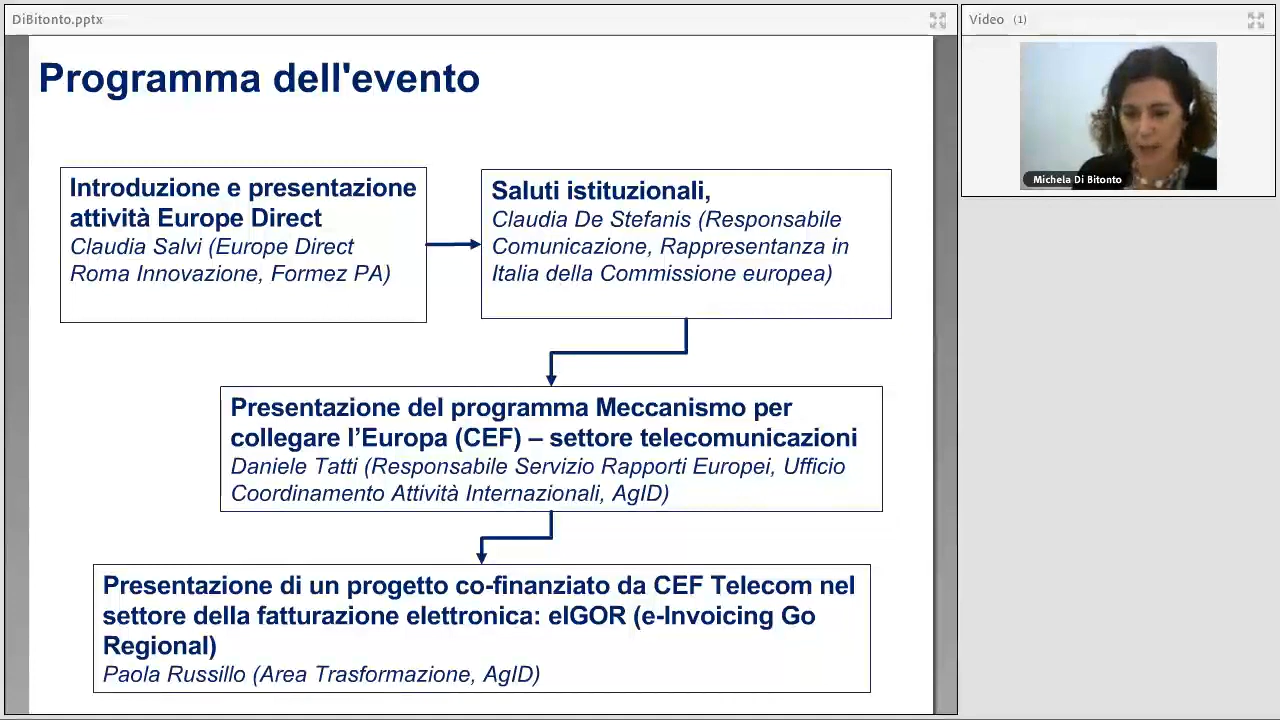 DiBitonto.pptx
Video (1)
Programma dell'evento
Introduzione e presentazione
attività Europe Direct
Claudia Salvi (Europe Direct
Roma Innovazione, Formez PA)
Saluti istituzionali,
Claudia De Stefanis (Responsabile
Comunicazione, Rappresentanza in
Italia della Commissione europea)
Presentazione del programma Meccanismo per
collegare l’Europa (CEF) – settore telecomunicazioni
Daniele Tatti (Responsabile Servizio Rapporti Europei, Ufficio
Coordinamento Attività Internazionali, AgID)
Presentazione di un progetto co-finanziato da CEF Telecom nel
settore della fatturazione elettronica: eIGOR (e-Invoicing Go
Regional)
Paola Russillo (Area Trasformazione, AgID)
Michela Di Bitonto